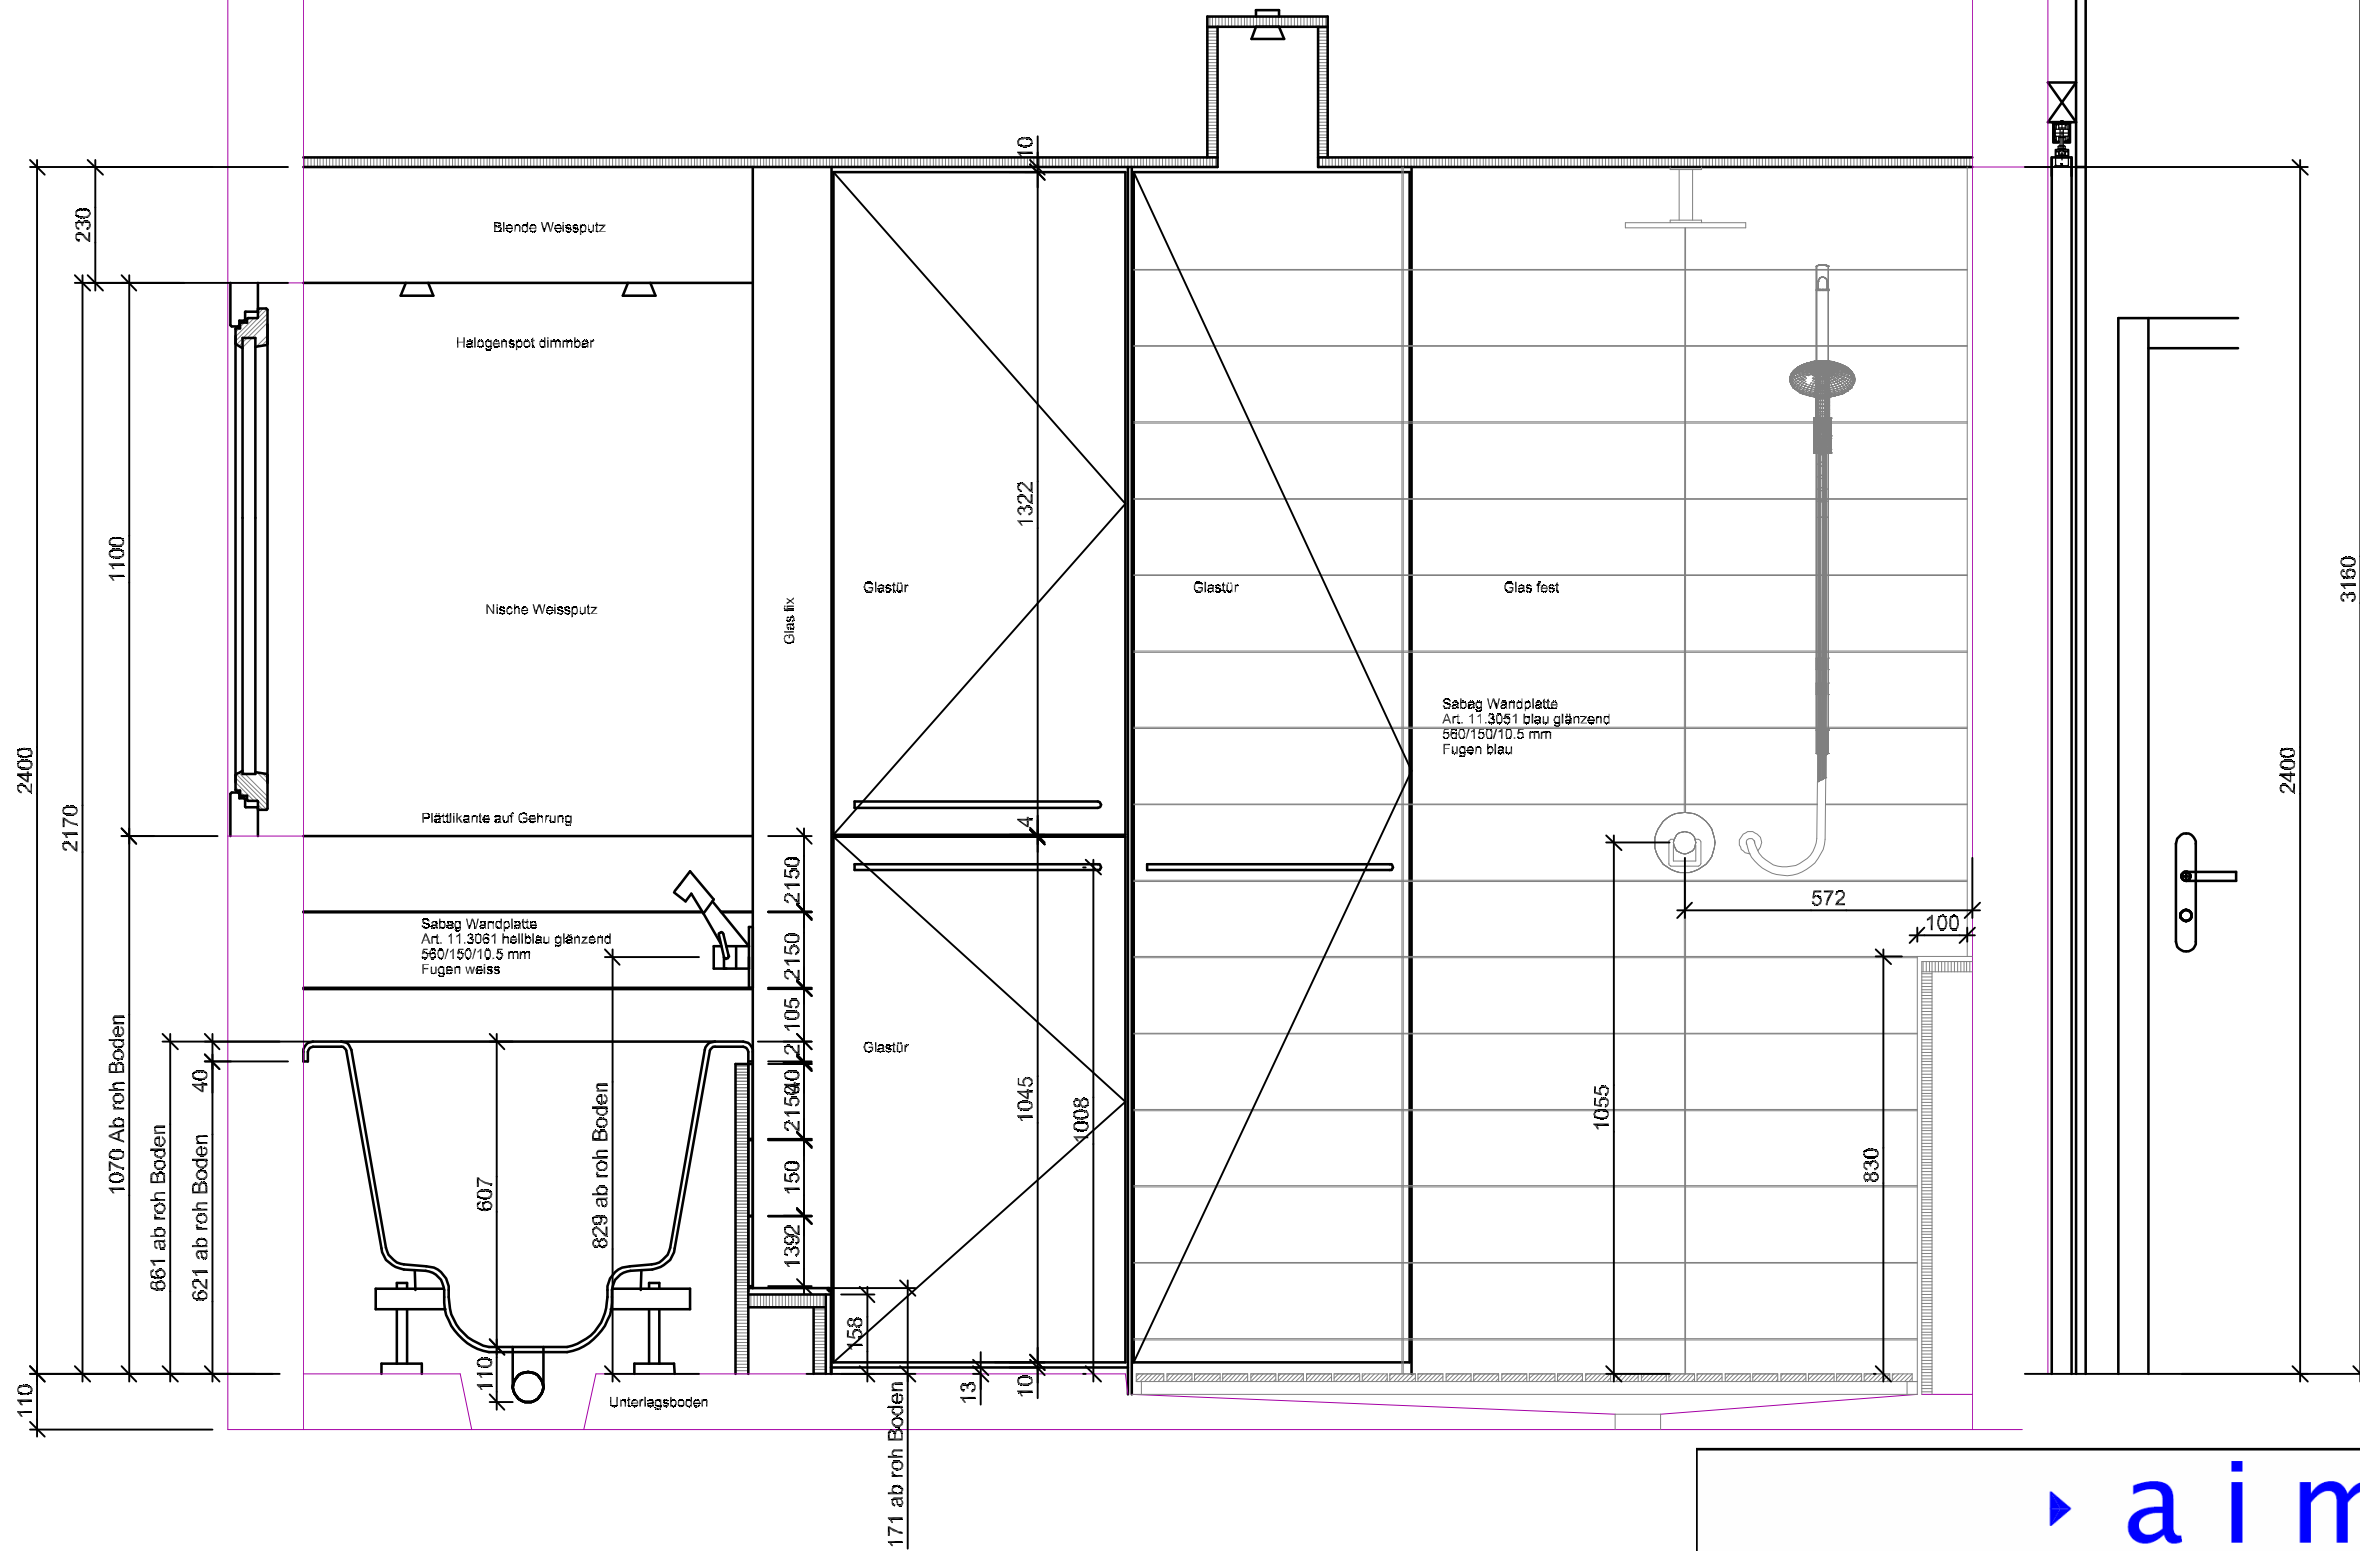 10
230
Blende Weissputz
Halogenspot dimmbar
1100
1322
3160
Glastür
Glastür
Glas fest
Nische Weissputz
Glas fix
Sabag Wandplatte
Art. 11.3051 blau glänzend
560/150/10.5 mm
Fugen blau
2400
2400
2170
Plättlikante auf Gehrung
4
2150
572
100
Sabag Wandplatte
Art. 11.3061 hellblau glänzend
560/150/10.5 mm
Fugen weiss
2150
105
2
40
Glastür
40
2150
1045
1008
1055
1070 Ab roh Boden
661 ab roh Boden
621 ab roh Boden
607
829 ab roh Boden
150
830
1392
158
110
110
Unterlagsboden
13
10
171 ab roh Boden
aim